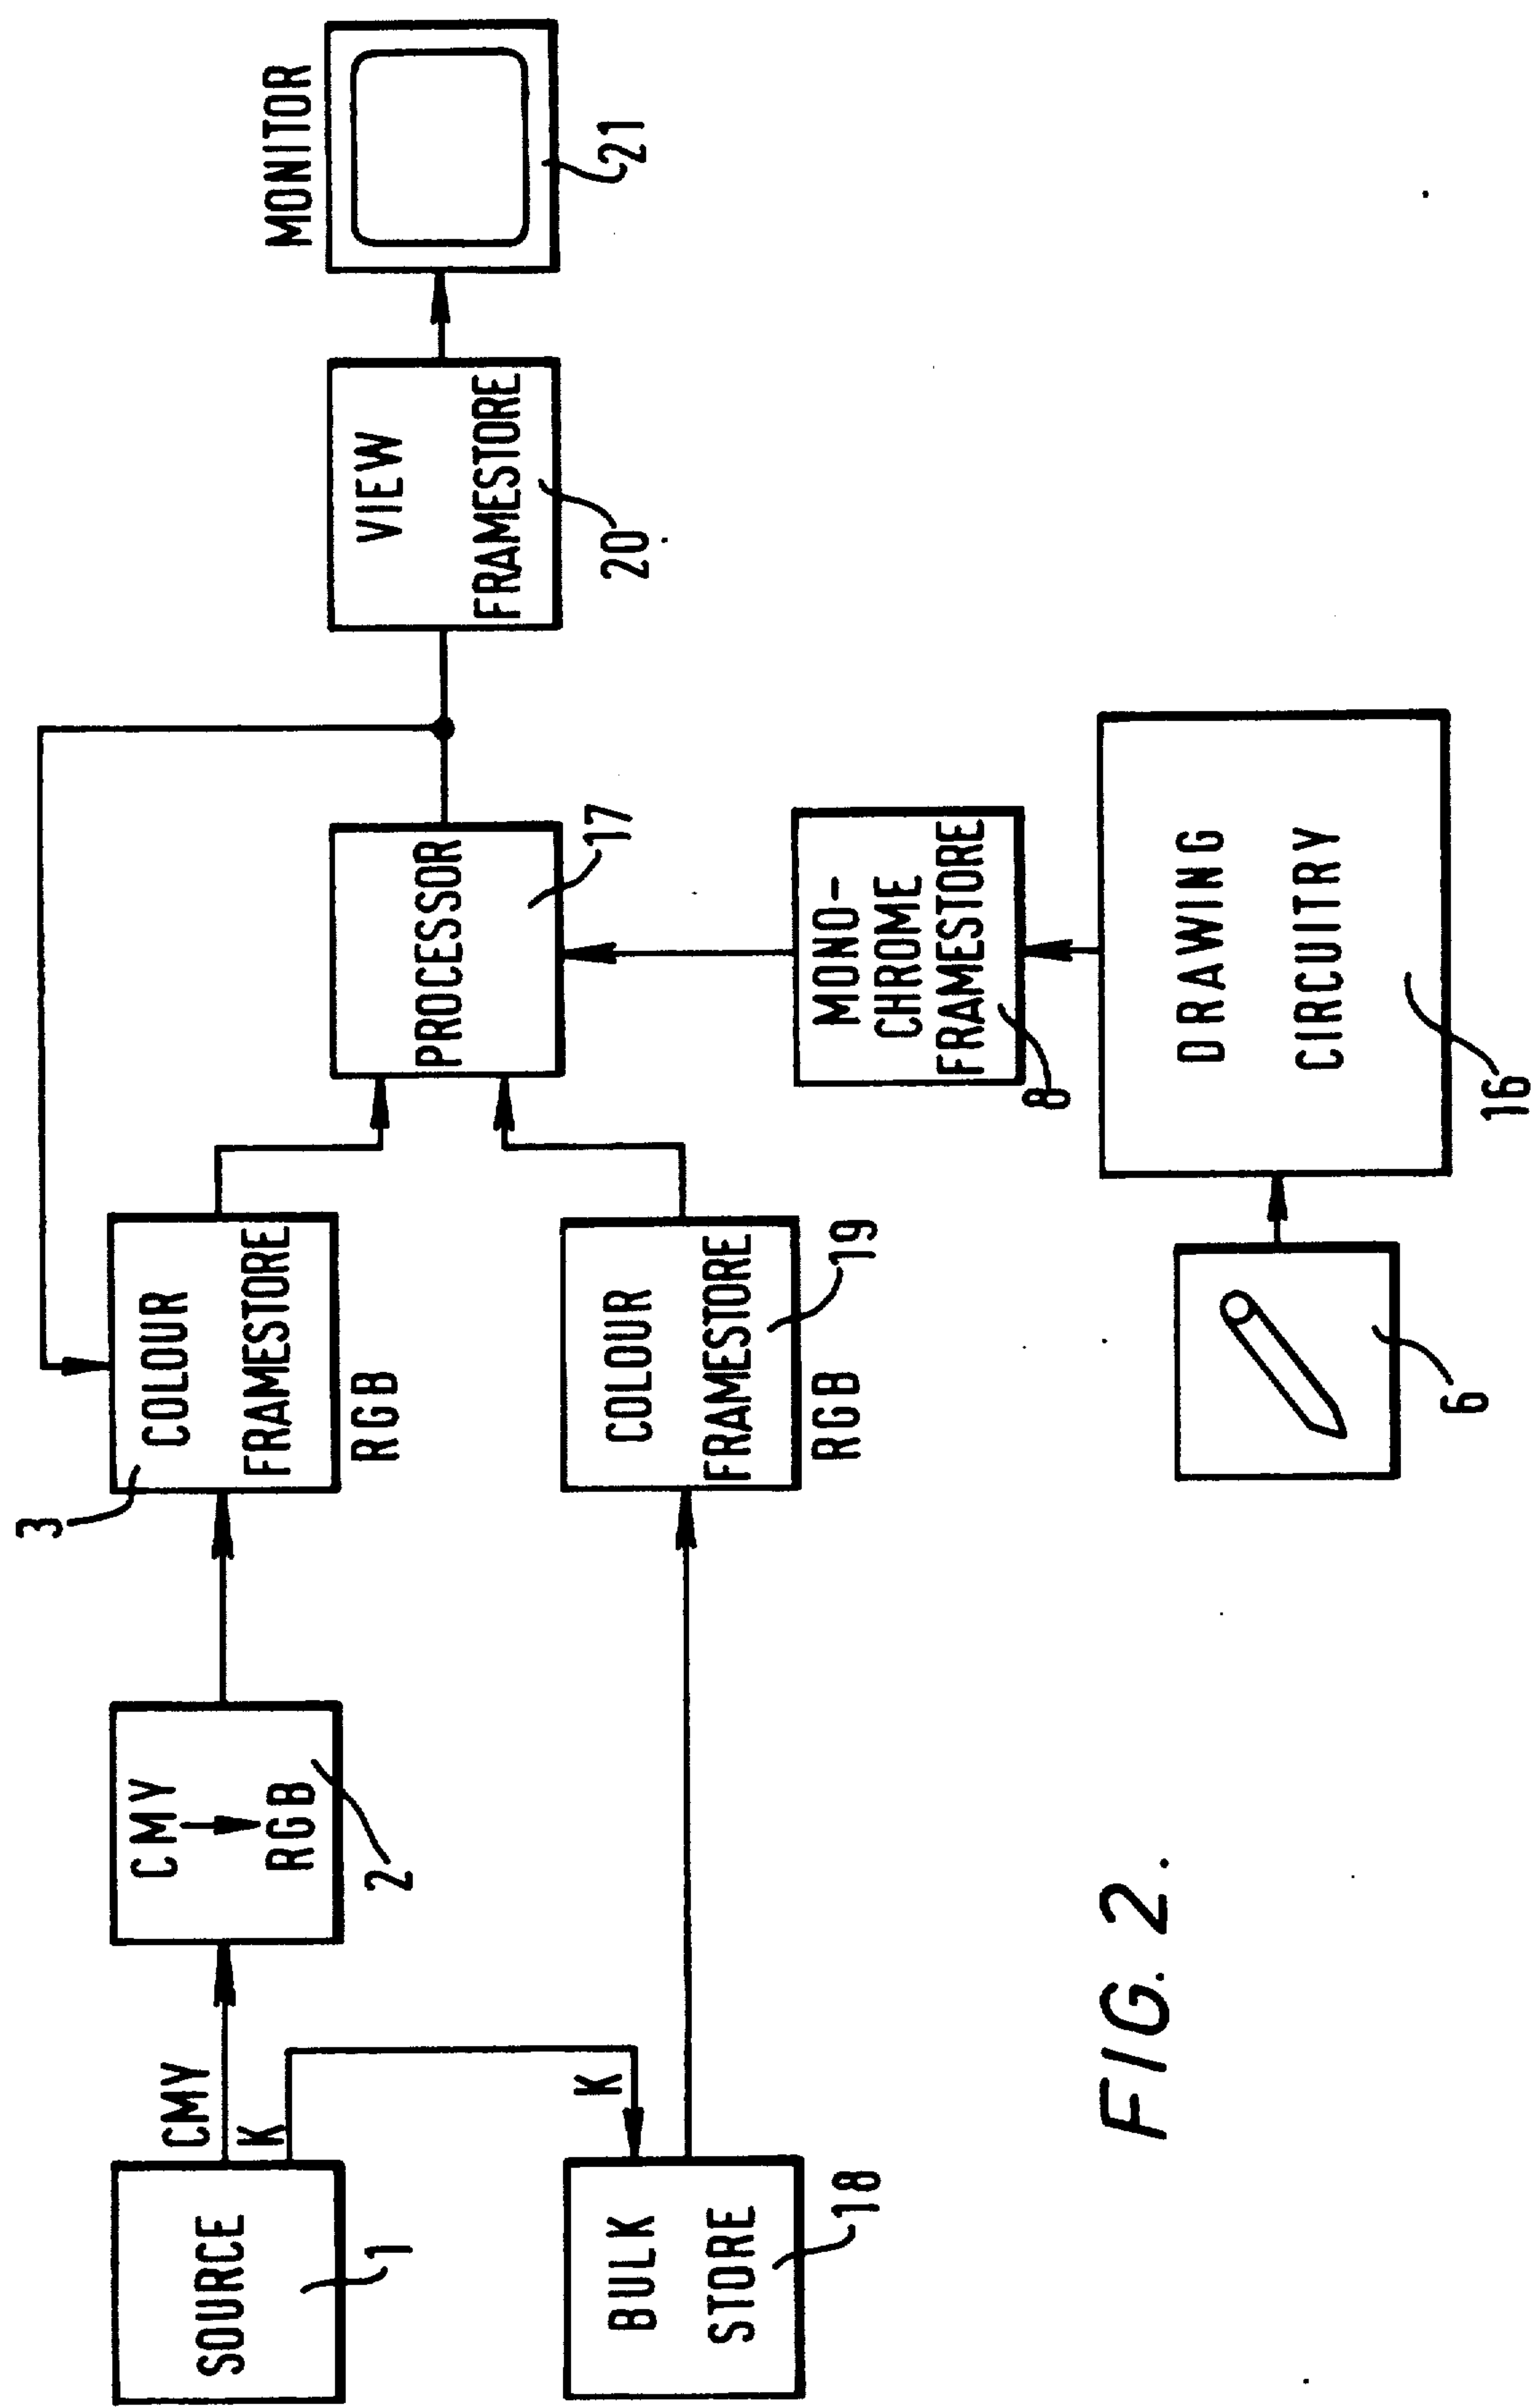 SOURCE
1
CMY
K
CMY
RGB
2
3
COLOUR
FRAMESTORE
RGB
PROCESSOR
17
VIEW
FRAMESTORE
20
MONITOR
21
BULK
STORE
18
K
COLOUR
FRAMESTORE
RGB
19
MONO-
CHROME
FRAMESTORE
8
6
DRAWING
CIRCUITRY
16
FIG. 2.